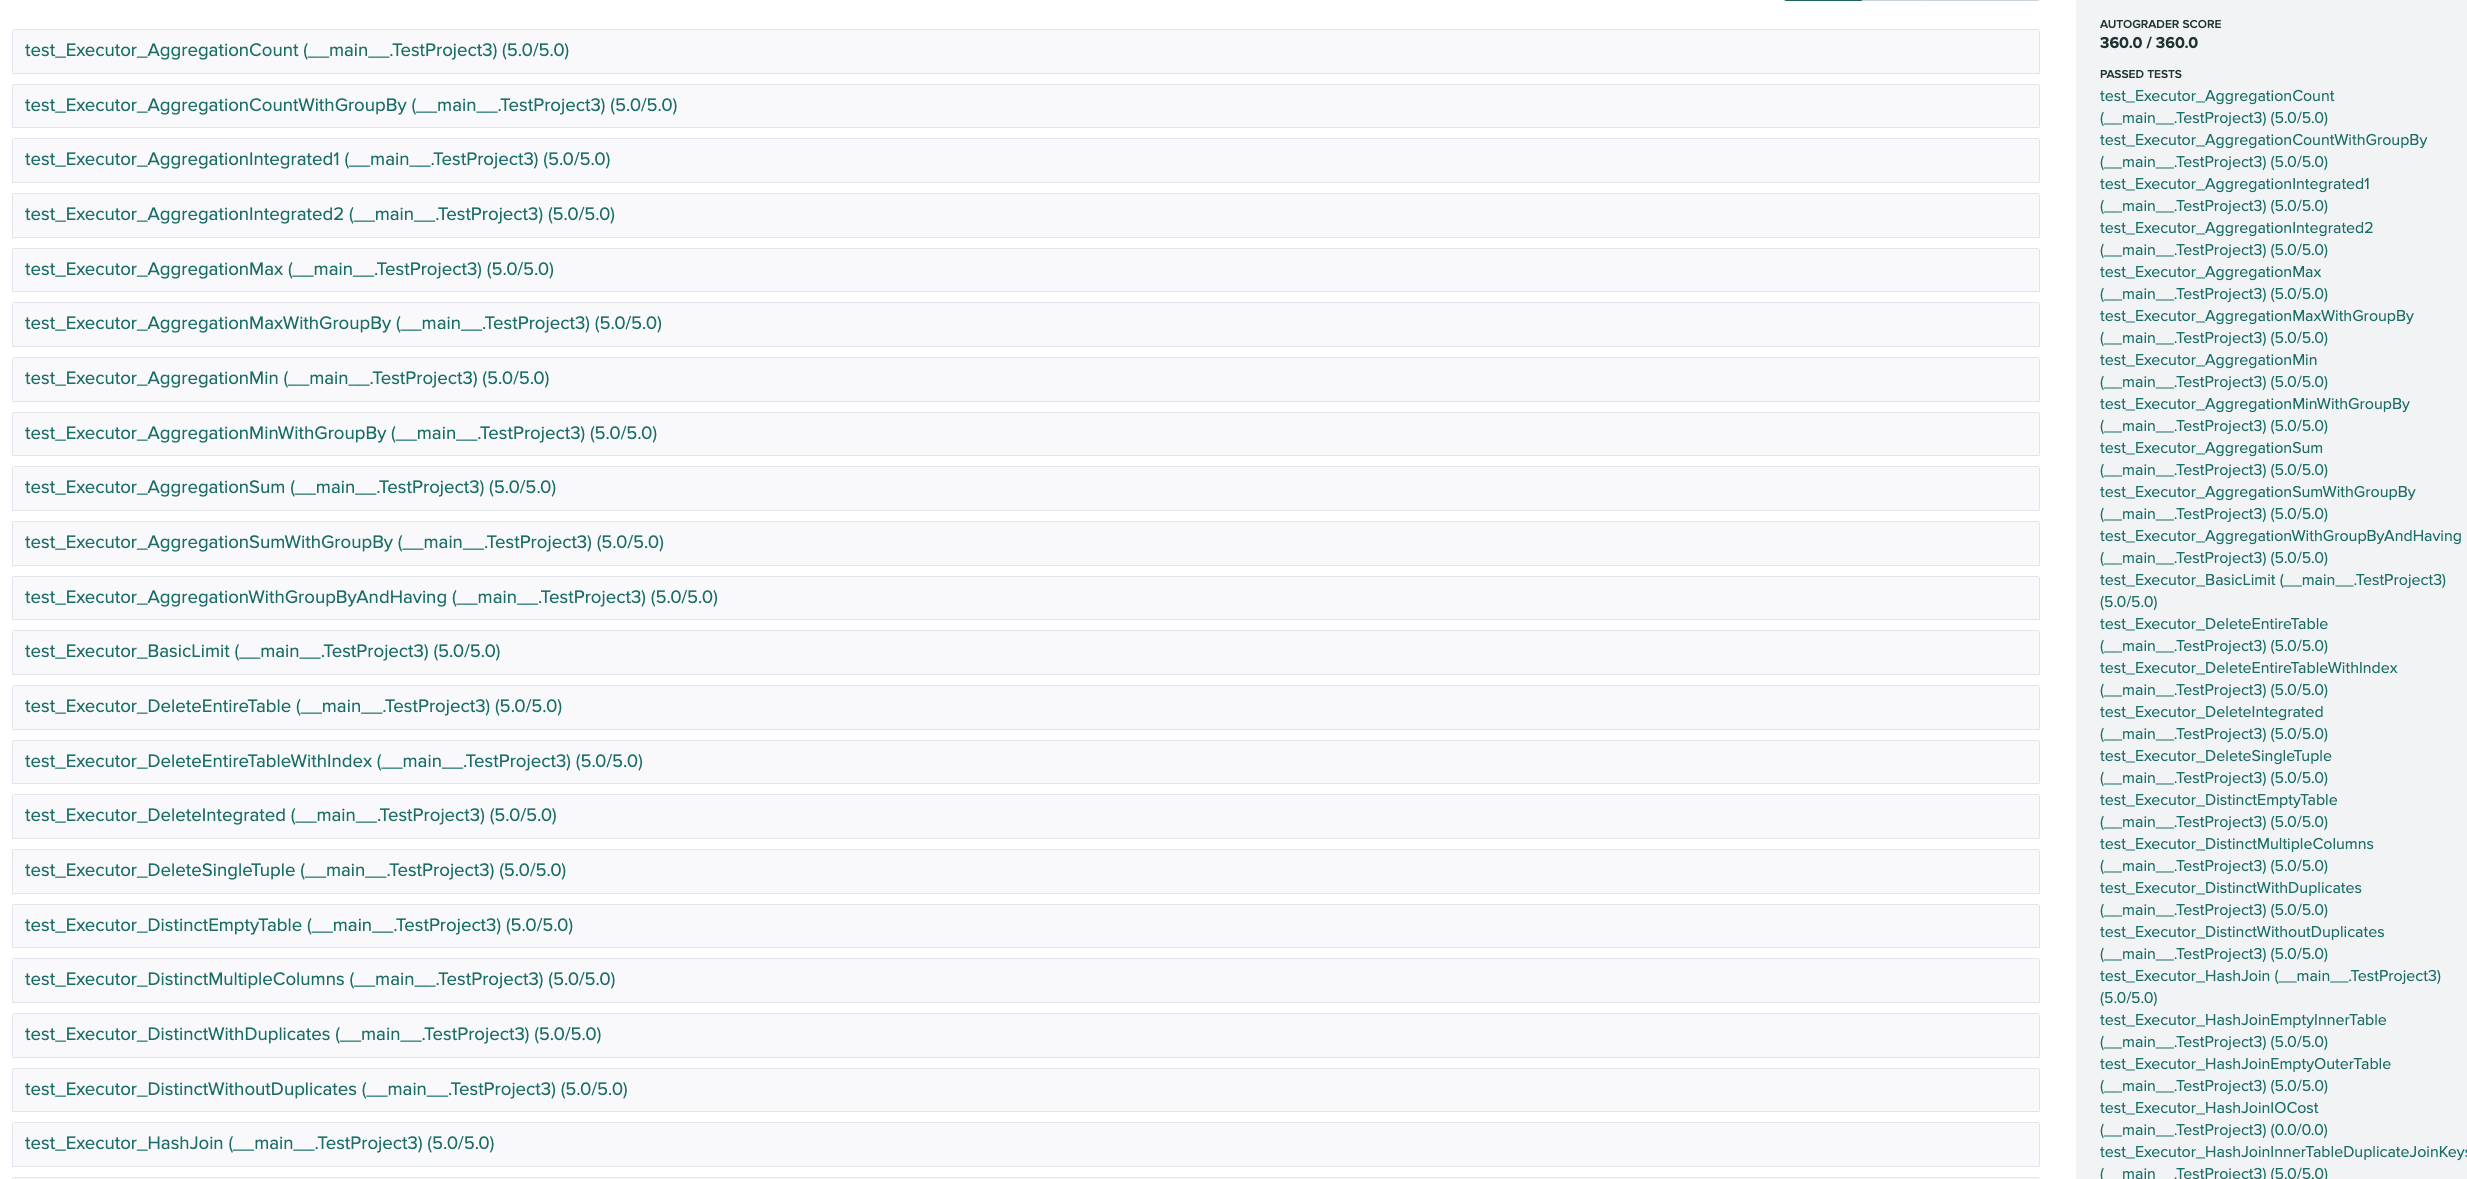 test_Executor_AggregationCount (__main__.TestProject3) (5.0/5.0)
test_Executor_AggregationCountWithGroupBy (__main__.TestProject3) (5.0/5.0)
test_Executor_AggregationIntegrated1 (__main__.TestProject3) (5.0/5.0)
test_Executor_AggregationIntegrated2 (__main__.TestProject3) (5.0/5.0)
test_Executor_AggregationMax (__main__.TestProject3) (5.0/5.0)
test_Executor_AggregationMaxWithGroupBy (__main__.TestProject3) (5.0/5.0)
test_Executor_AggregationMin (__main__.TestProject3) (5.0/5.0)
test_Executor_AggregationMinWithGroupBy (__main__.TestProject3) (5.0/5.0)
test_Executor_AggregationSum (__main__.TestProject3) (5.0/5.0)
test_Executor_AggregationSumWithGroupBy (__main__.TestProject3) (5.0/5.0)
test_Executor_AggregationWithGroupByAndHaving (__main__.TestProject3) (5.0/5.0)
test_Executor_BasicLimit (__main__.TestProject3) (5.0/5.0)
test_Executor_DeleteEntireTable (__main__.TestProject3) (5.0/5.0)
test_Executor_DeleteEntireTableWithIndex (__main__.TestProject3) (5.0/5.0)
test_Executor_DeleteIntegrated (__main__.TestProject3) (5.0/5.0)
test_Executor_DeleteSingleTuple (__main__.TestProject3) (5.0/5.0)
test_Executor_DistinctEmptyTable (__main__.TestProject3) (5.0/5.0)
test_Executor_DistinctMultipleColumns (__main__.TestProject3) (5.0/5.0)
test_Executor_DistinctWithDuplicates (__main__.TestProject3) (5.0/5.0)
test_Executor_DistinctWithoutDuplicates (__main__.TestProject3) (5.0/5.0)
test_Executor_HashJoin (__main__.TestProject3) (5.0/5.0)
AUTOGRADER SCORE
360.0 / 360.0
PASSED TESTS
test_Executor_AggregationCount
(__main__.TestProject3) (5.0/5.0)
test_Executor_AggregationCountWithGroupBy
(__main__.TestProject3) (5.0/5.0)
test_Executor_AggregationIntegrated1
(__main__.TestProject3) (5.0/5.0)
test_Executor_AggregationIntegrated2
(__main__.TestProject3) (5.0/5.0)
test_Executor_AggregationMax
(__main__.TestProject3) (5.0/5.0)
test_Executor_AggregationMaxWithGroupBy
(__main__.TestProject3) (5.0/5.0)
test_Executor_AggregationMin
(__main__.TestProject3) (5.0/5.0)
test_Executor_AggregationMinWithGroupBy
(__main__.TestProject3) (5.0/5.0)
test_Executor_AggregationSum
(__main__.TestProject3) (5.0/5.0)
test_Executor_AggregationSumWithGroupBy
(__main__.TestProject3) (5.0/5.0)
test_Executor_AggregationWithGroupByAndHaving
(__main__.TestProject3) (5.0/5.0)
test_Executor_BasicLimit (__main__.TestProject3)
(5.0/5.0)
test_Executor_DeleteEntireTable
(__main__.TestProject3) (5.0/5.0)
test_Executor_DeleteEntireTableWithIndex
(__main__.TestProject3) (5.0/5.0)
test_Executor_DeleteIntegrated
(__main__.TestProject3) (5.0/5.0)
test_Executor_DeleteSingleTuple
(__main__.TestProject3) (5.0/5.0)
test_Executor_DistinctEmptyTable
(__main__.TestProject3) (5.0/5.0)
test_Executor_DistinctMultipleColumns
(__main__.TestProject3) (5.0/5.0)
test_Executor_DistinctWithDuplicates
(__main__.TestProject3) (5.0/5.0)
test_Executor_DistinctWithoutDuplicates
(__main__.TestProject3) (5.0/5.0)
test_Executor_HashJoin (__main__.TestProject3)
(5.0/5.0)
test_Executor_HashJoinEmptyInnerTable
(__main__.TestProject3) (5.0/5.0)
test_Executor_HashJoinEmptyOuterTable
(__main__.TestProject3) (5.0/5.0)
test_Executor_HashJoinIOCost
(__main__.TestProject3) (0.0/0.0)
test_Executor_HashJoinInnerTableDuplicateJoinKeys
(__main__.TestProject3) (5.0/5.0)